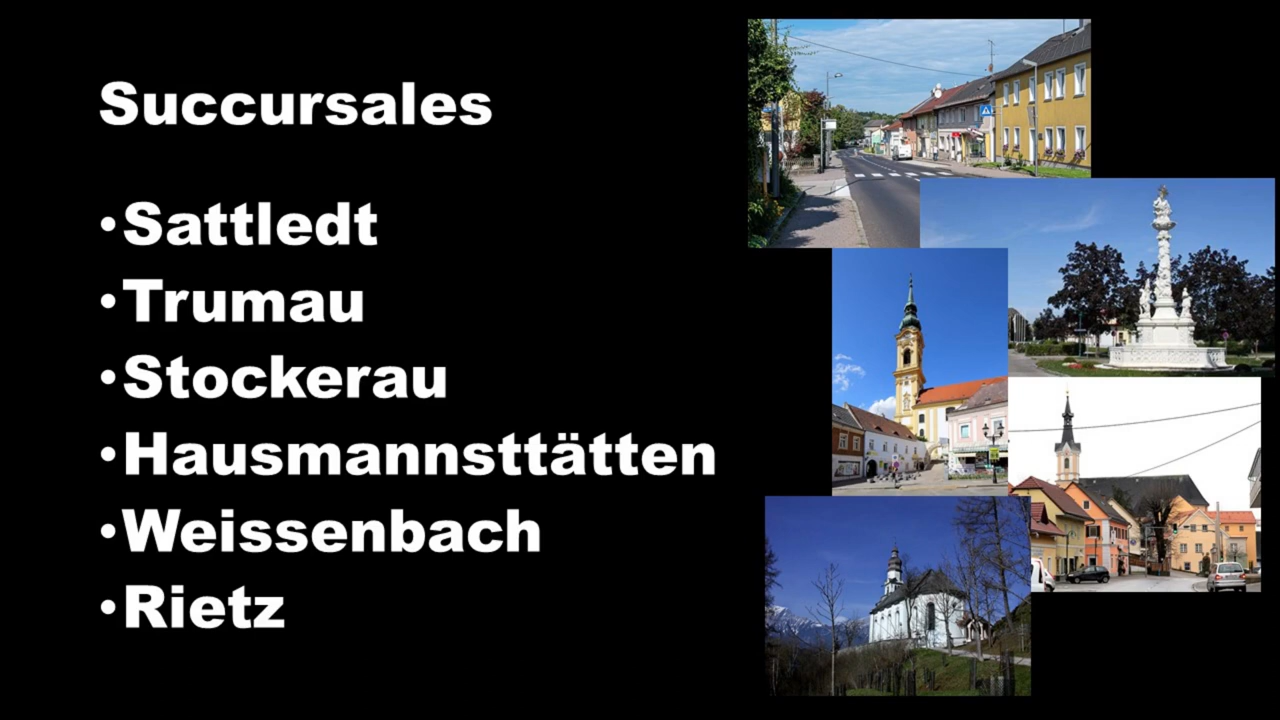 Succursales
•Sattledt
•Trumau
•Stockerau
•Hausmannsttätten
•Weissenbach
•Rietz